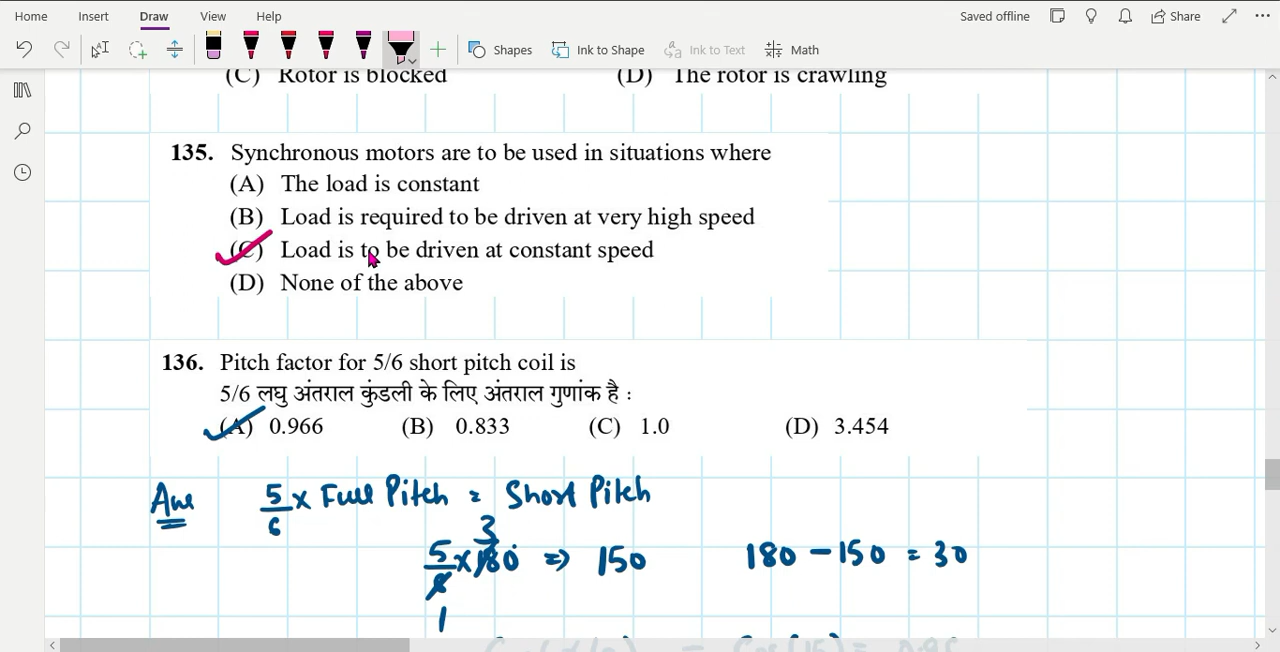 Home Insert Draw View Help Saved offline Share
Shapes Ink to Shape Ink to Text Math
(C) Rotor is blocked (D) The rotor is crawling
135. Synchronous motors are to be used in situations where
(A) The load is constant
(B) Load is required to be driven at very high speed
(C) Load is to be driven at constant speed
(D) None of the above
136. Pitch factor for 5/6 short pitch coil is
5/6 लघु अंतराल कुंडली के लिए अंतराल गुणांक है :
(A) 0.966 (B) 0.833 (C) 1.0 (D) 3.454
Ans 5/6 × Full Pitch = Short Pitch
3
5/6 × 180 => 150 180 - 150 = 30
1